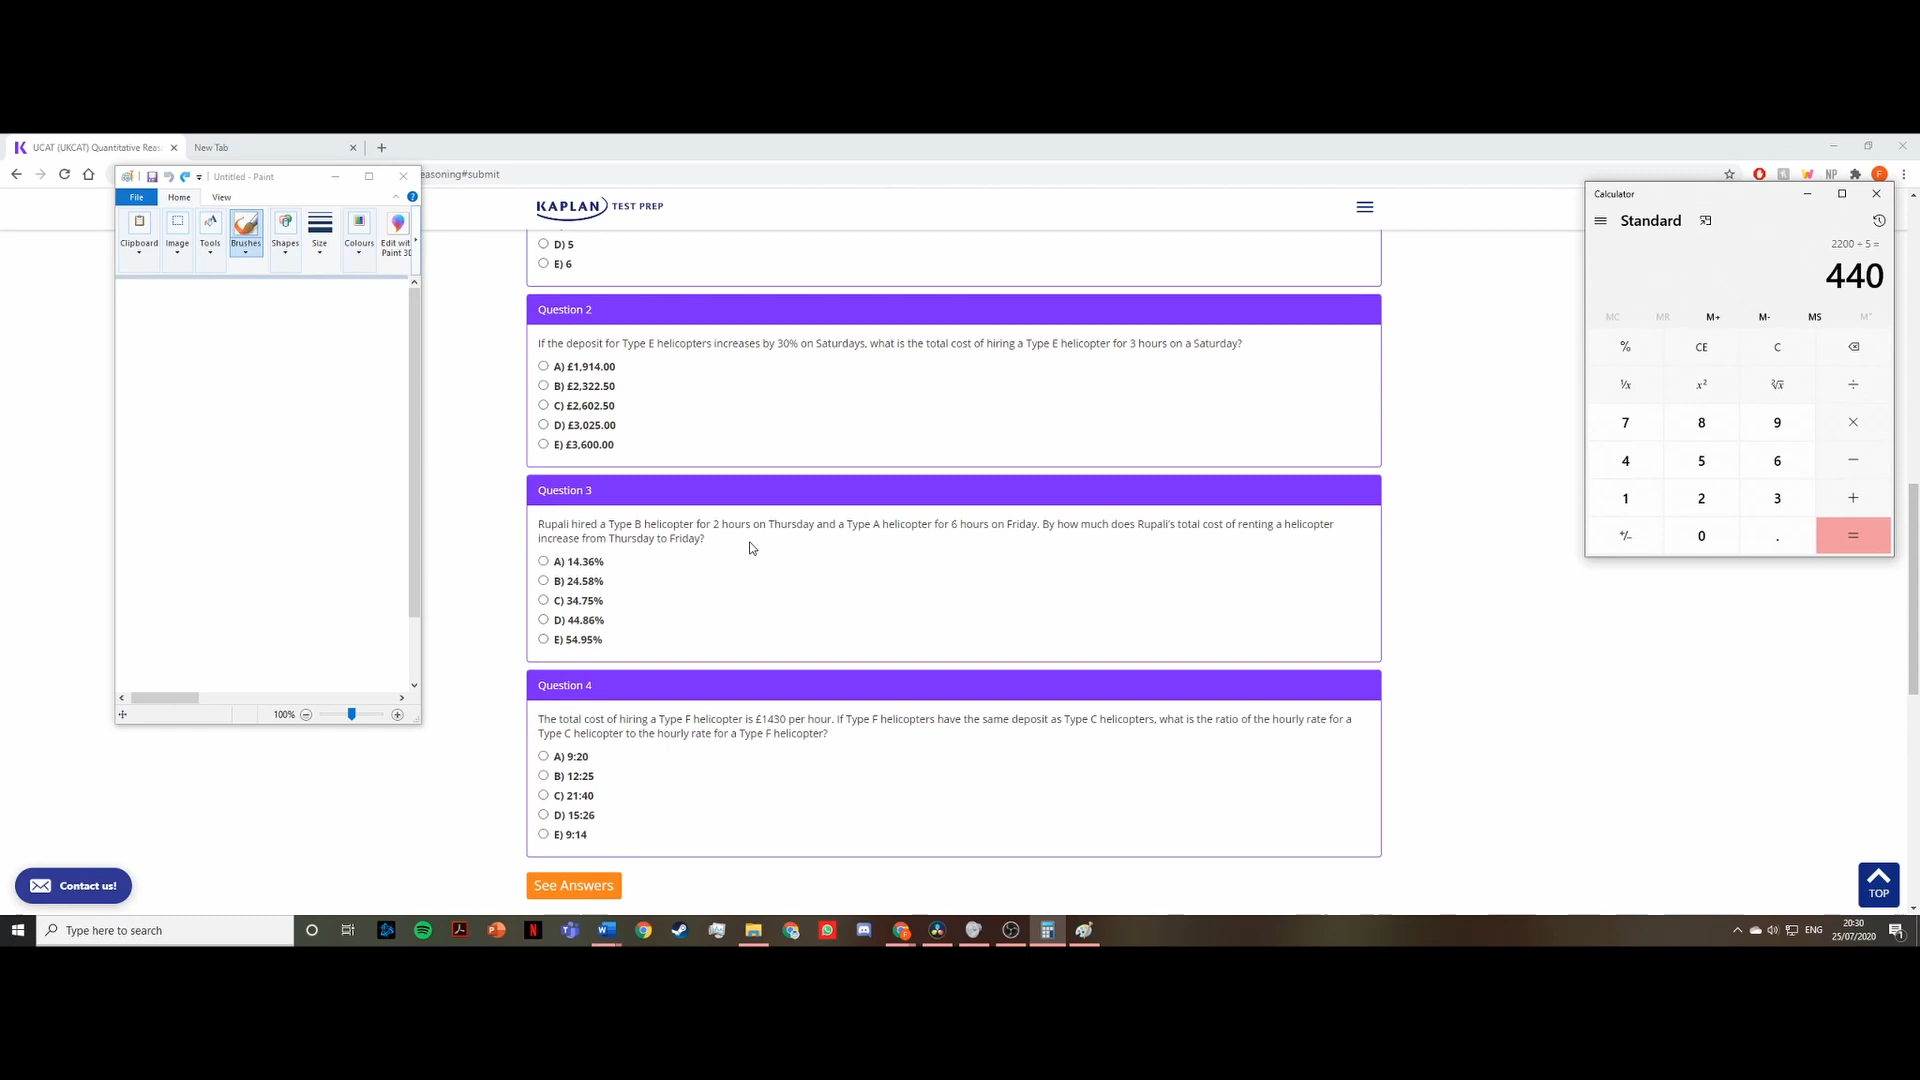 UCAT (UKCAT) Quantitative Reas
New Tab
easoning#submit
NP
F
Untitled - Paint
File
Home
View
Clipboard
Image
Tools
Brushes
Shapes
Size
Colours
Edit wit
Paint 3D
100%
KAPLAN TEST PREP
D) 5
E) 6
Question 2
If the deposit for Type E helicopters increases by 30% on Saturdays, what is the total cost of hiring a Type E helicopter for 3 hours on a Saturday?
A) £1,914.00
B) £2,322.50
C) £2,602.50
D) £3,025.00
E) £3,600.00
Question 3
Rupali hired a Type B helicopter for 2 hours on Thursday and a Type A helicopter for 6 hours on Friday. By how much does Rupali's total cost of renting a helicopter
increase from Thursday to Friday?
A) 14.36%
B) 24.58%
C) 34.75%
D) 44.86%
E) 54.95%
Question 4
The total cost of hiring a Type F helicopter is £1430 per hour. If Type F helicopters have the same deposit as Type C helicopters, what is the ratio of the hourly rate for a
Type C helicopter to the hourly rate for a Type F helicopter?
A) 9:20
B) 12:25
C) 21:40
D) 15:26
E) 9:14
See Answers
Contact us!
TOP
Calculator
Standard
2200 ÷ 5 =
440
MC MR M+ M- MS M˅
% CE C
¹/x x² ²√x ÷
7 8 9 ×
4 5 6 −
1 2 3 +
+/- 0 . =
Type here to search
ENG
20:30
25/07/2020
1